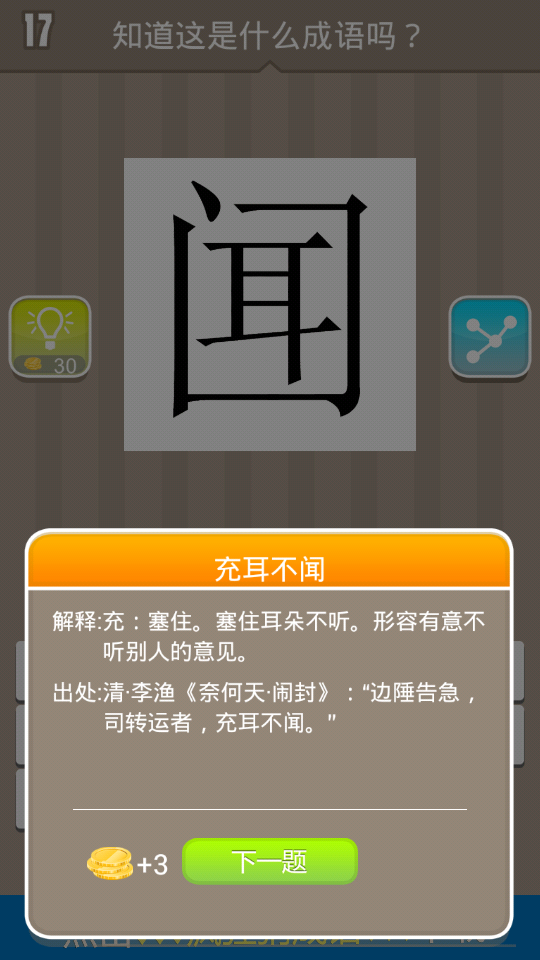 17
知道这是什么成语吗？
30
充耳不闻
解释:充：塞住。塞住耳朵不听。形容有意不
听别人的意见。
出处:清·李渔《奈何天·闹封》：“边陲告急，
司转运者，充耳不闻。”
+3
下一题